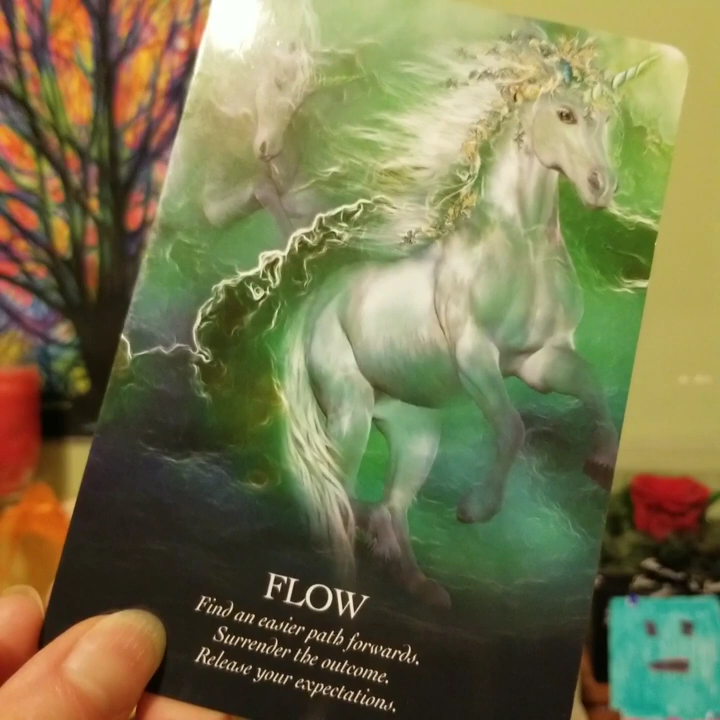 FLOW
Find an easier path forwards.
Surrender the outcome.
Release your expectations.